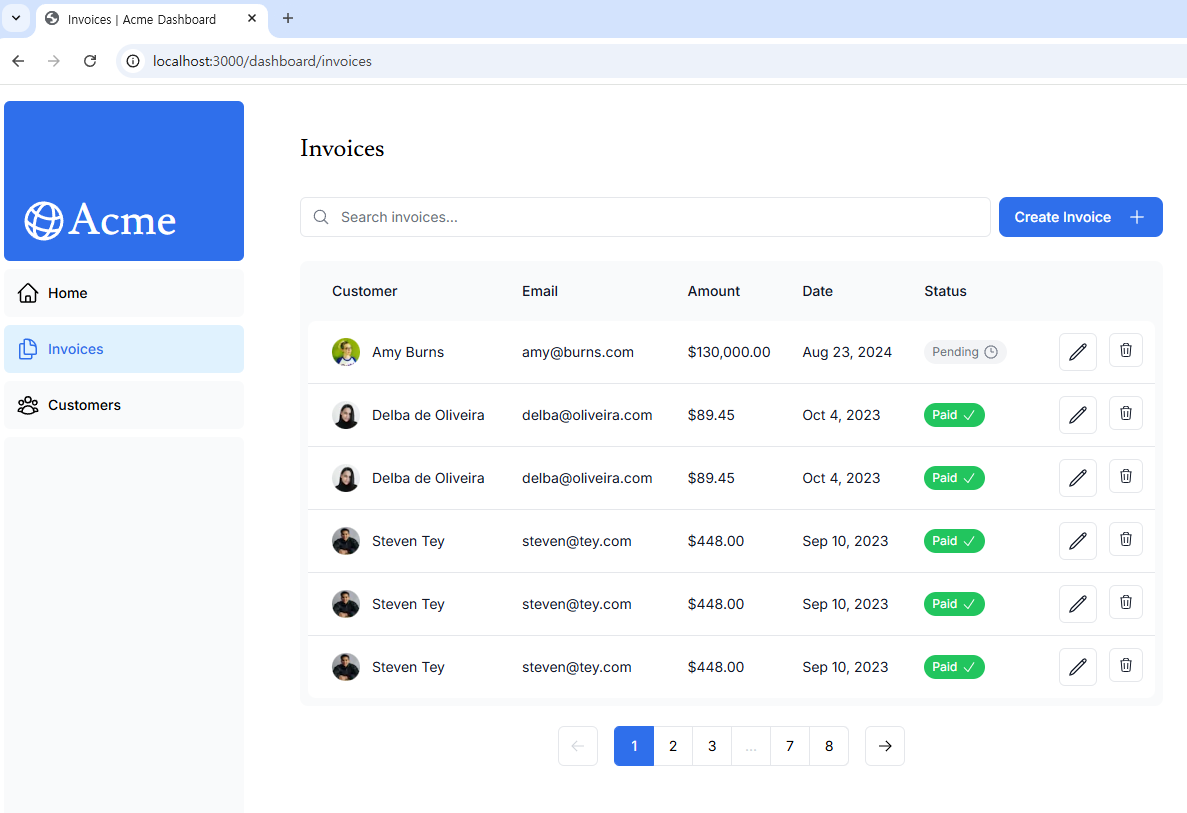 Invoices | Acme Dashboard
localhost:3000/dashboard/invoices
Acme
Home
Invoices
Customers
Invoices
Search invoices...
Create Invoice
Customer Email Amount Date Status
Amy Burns amy@burns.com $130,000.00 Aug 23, 2024 Pending
Delba de Oliveira delba@oliveira.com $89.45 Oct 4, 2023 Paid
Delba de Oliveira delba@oliveira.com $89.45 Oct 4, 2023 Paid
Steven Tey steven@tey.com $448.00 Sep 10, 2023 Paid
Steven Tey steven@tey.com $448.00 Sep 10, 2023 Paid
Steven Tey steven@tey.com $448.00 Sep 10, 2023 Paid
1 2 3 ... 7 8